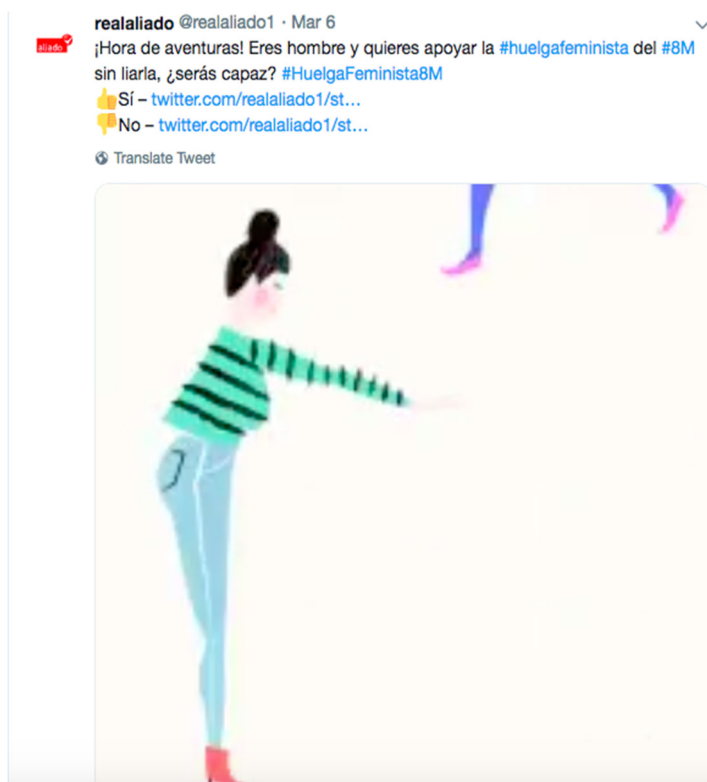 realaliado @realaliado1 · Mar 6
aliado
¡Hora de aventuras! Eres hombre y quieres apoyar la #huelgafeminista del #8M
sin liarla, ¿serás capaz? #HuelgaFeminista8M
👍Sí – twitter.com/realaliado1/st...
👎No – twitter.com/realaliado1/st...
Translate Tweet